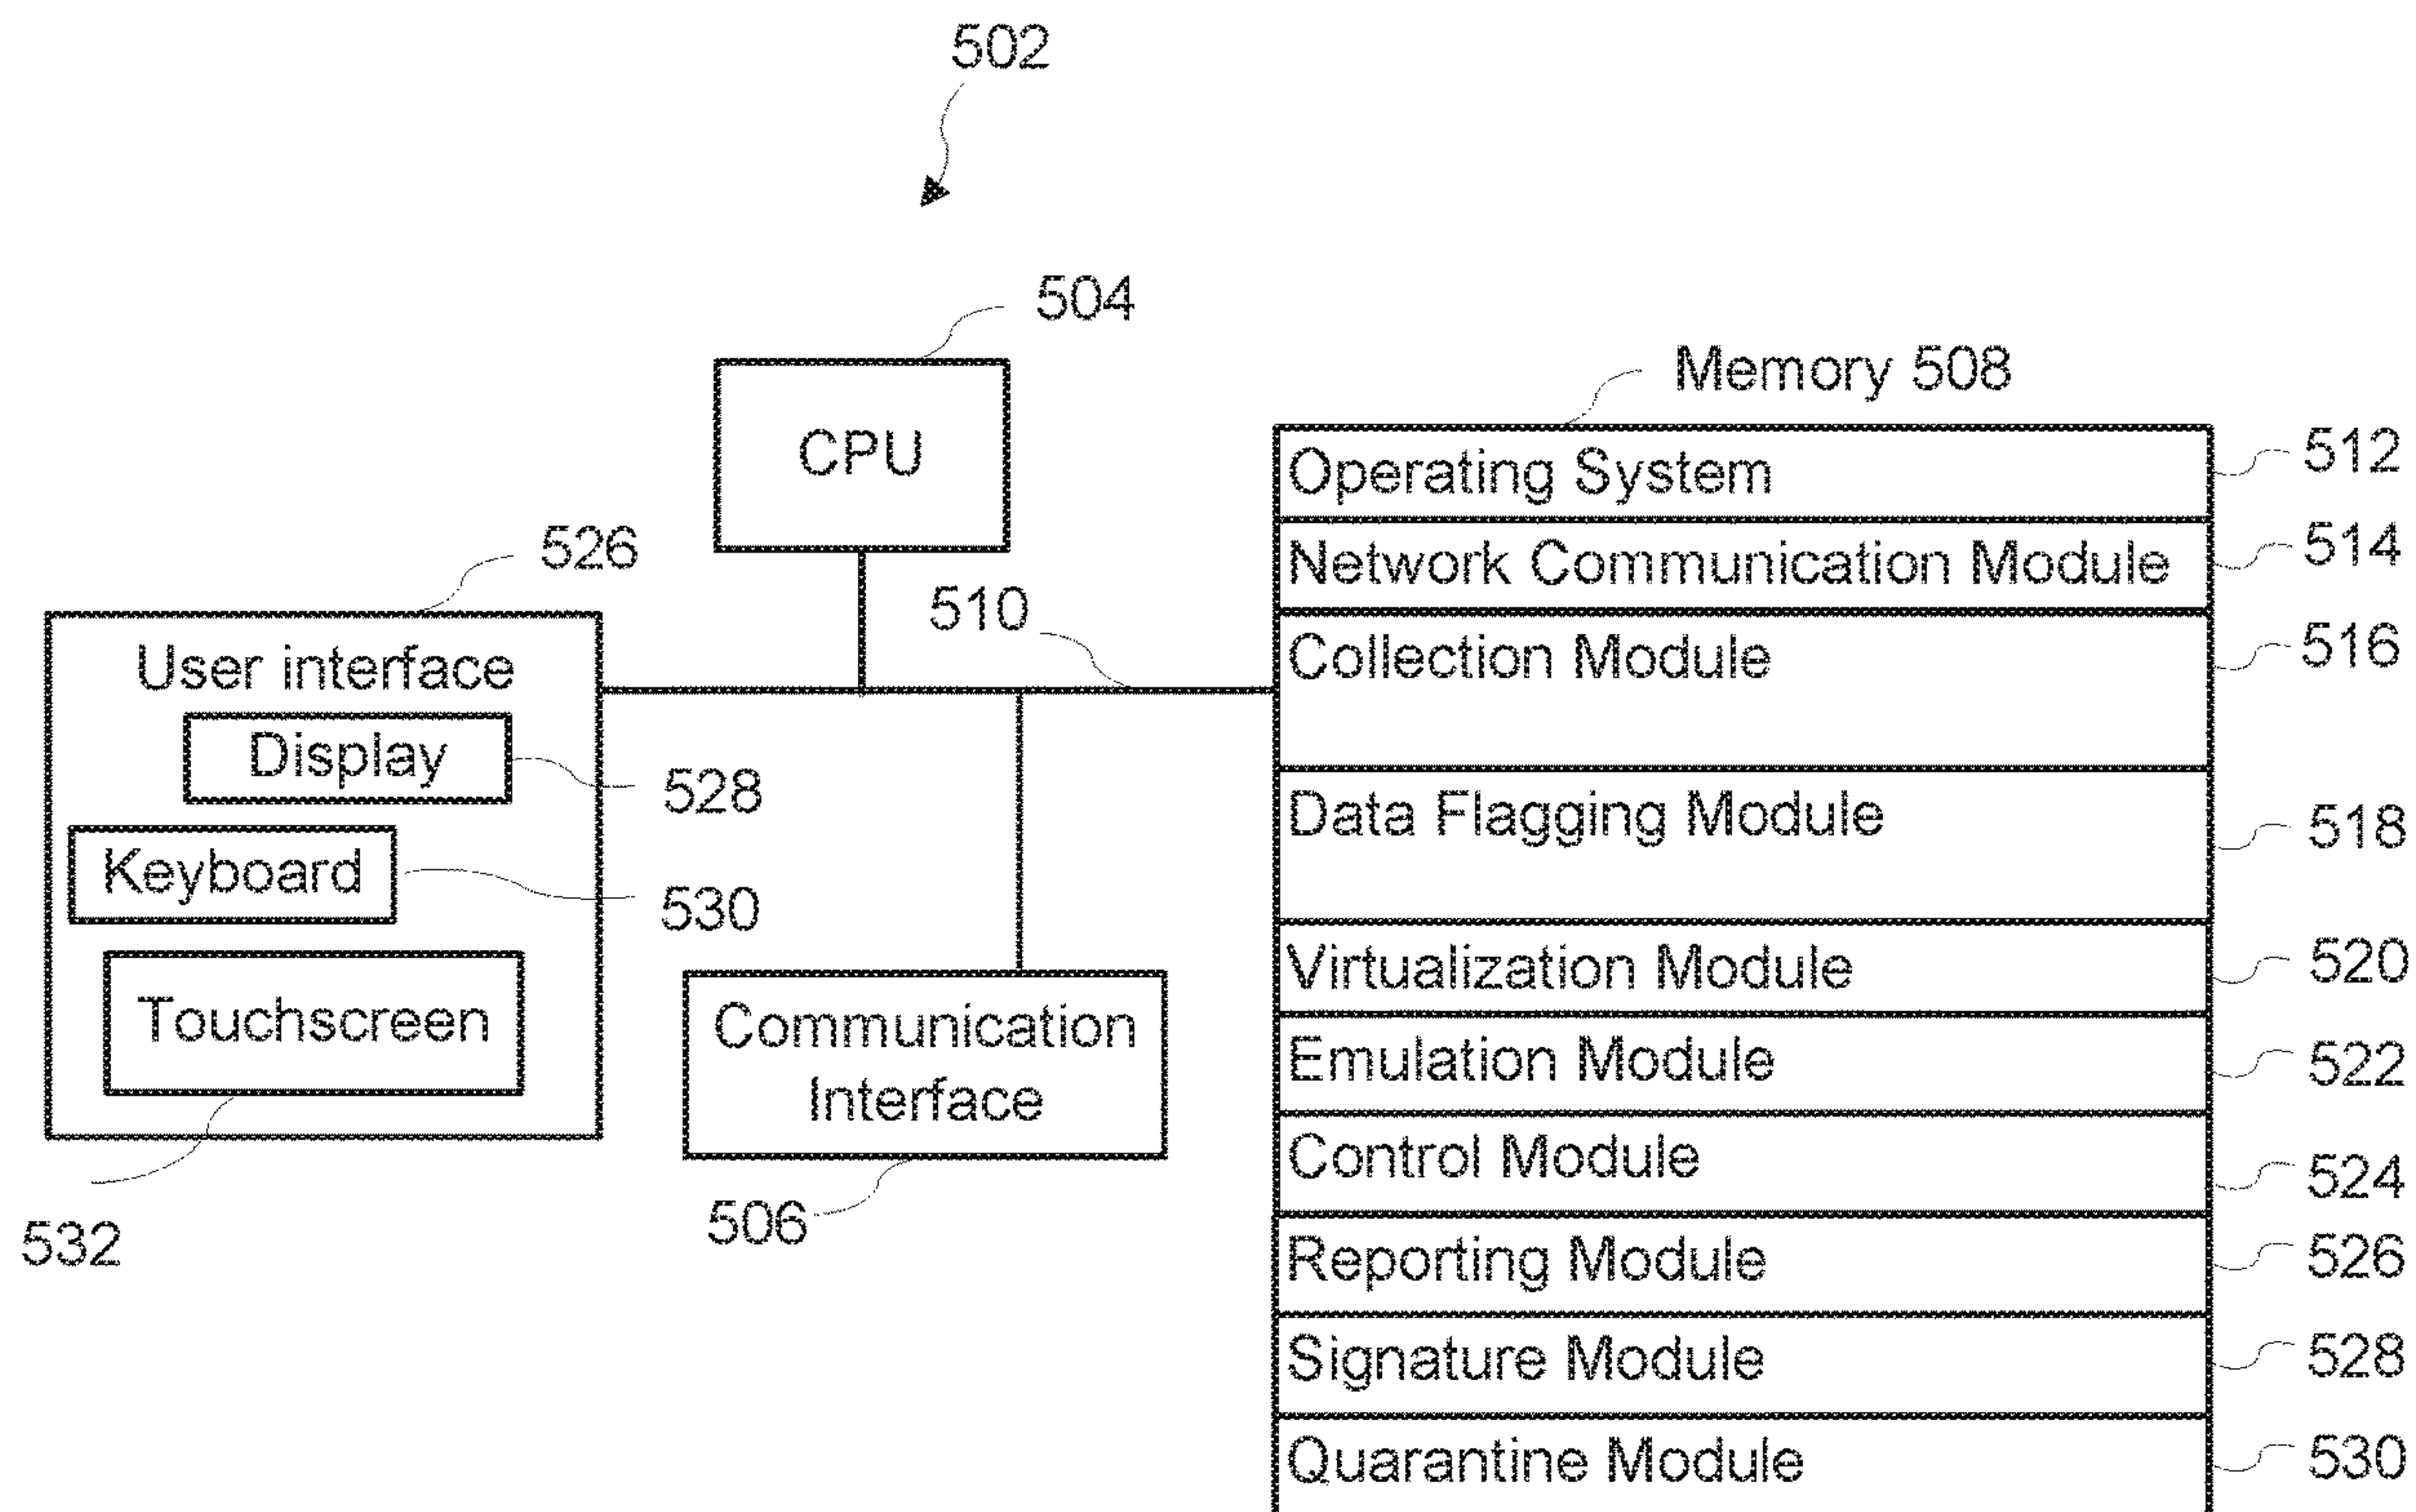 502
504
CPU
Memory 508
Operating System
512
Network Communication Module
514
Collection Module
516
Data Flagging Module
518
Virtualization Module
520
Emulation Module
522
Control Module
524
Reporting Module
526
Signature Module
528
Quarantine Module
530
526
User interface
Display
528
Keyboard
530
Touchscreen
532
510
Communication
Interface
506